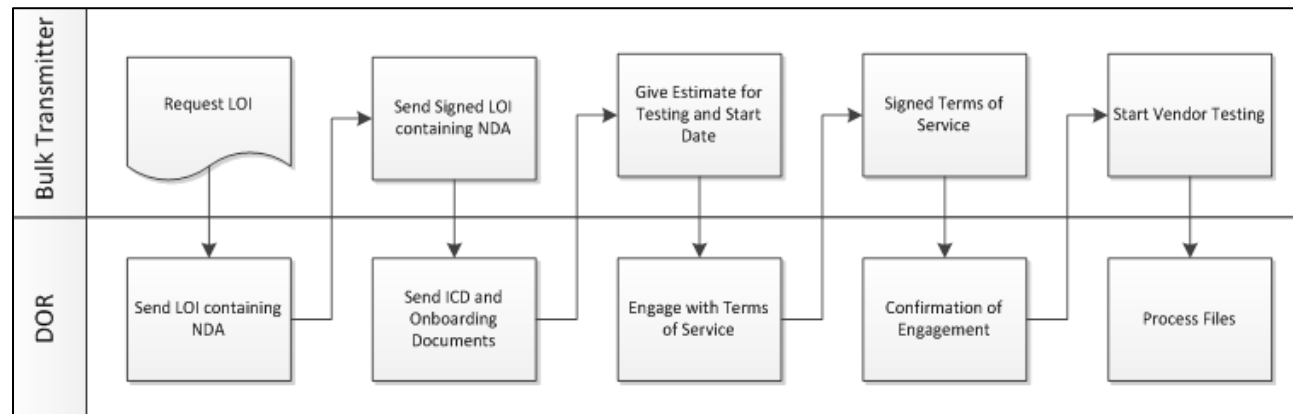 Bulk Transmitter
Request LOI
Send Signed LOI
containing NDA
Give Estimate for
Testing and Start
Date
Signed Terms of
Service
Start Vendor Testing
DOR
Send LOI containing
NDA
Send ICD and
Onboarding
Documents
Engage with Terms
of Service
Confirmation of
Engagement
Process Files